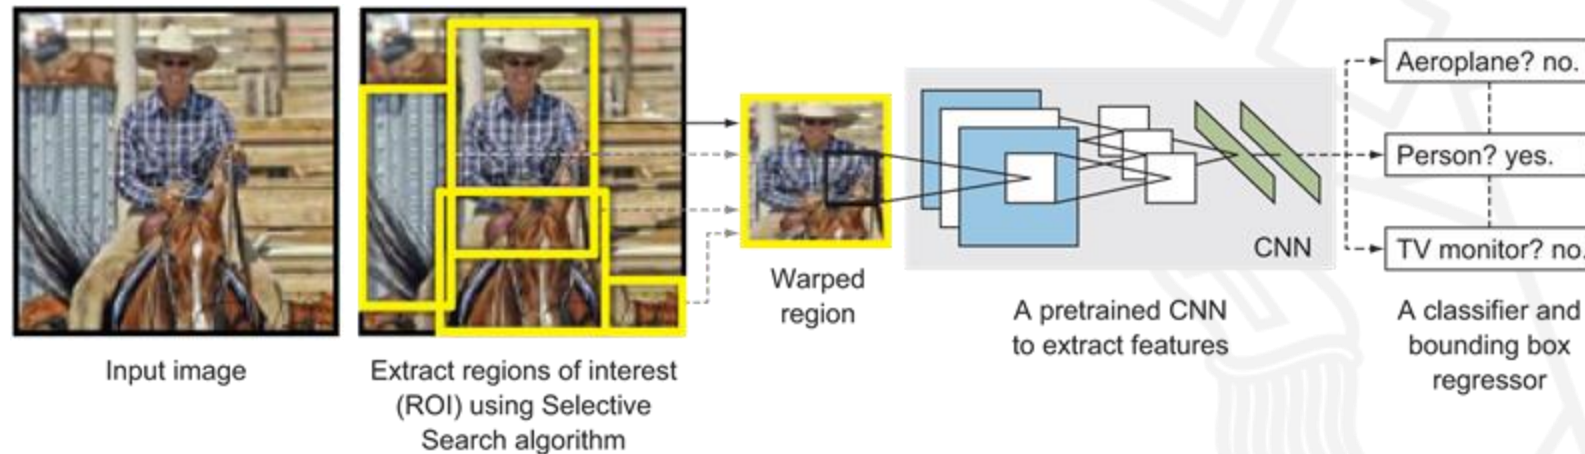 Aeroplane? no.
Person? yes.
CNN
TV monitor? no.
Input image
Extract regions of interest
(ROI) using Selective
Search algorithm
Warped
region
A pretrained CNN
to extract features
A classifier and
bounding box
regressor